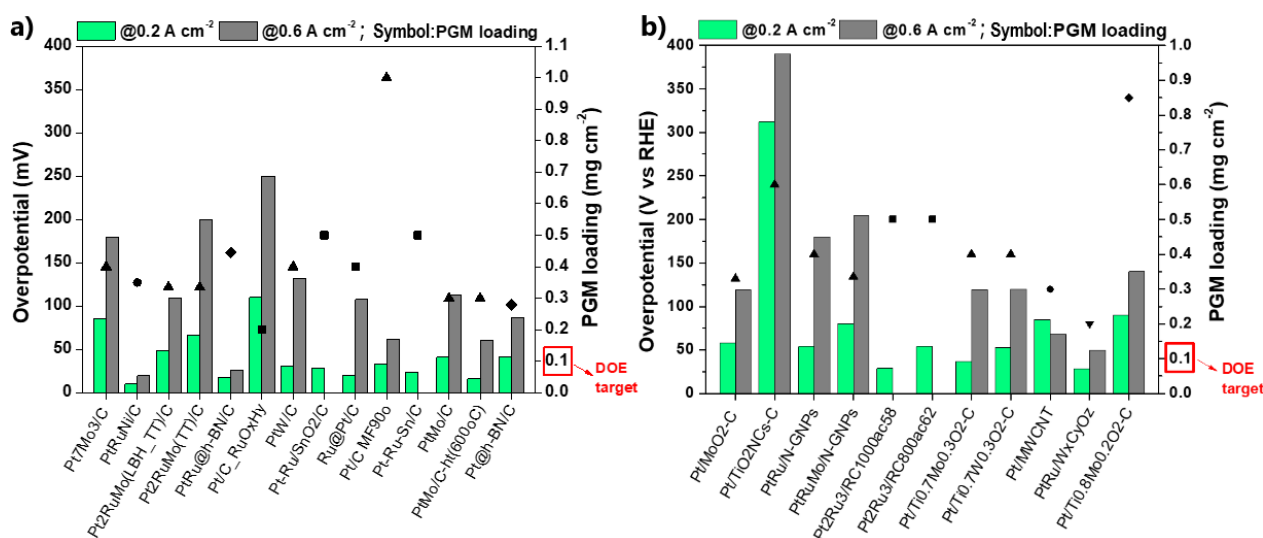 a)
@0.2 A cm-2 @0.6 A cm-2 ; Symbol:PGM loading
400
350
300
250
200
150
100
50
0
Overpotential (mV)
1.1
1.0
0.9
0.8
0.7
0.6
0.5
0.4
0.3
0.2
0.1
0.0
PGM loading (mg cm-2)
DOE
target
Pt7Mo3/C
PtRuNi/C
Pt2RuMo(LBH_TT)/C
Pt2RuMo(TT)/C
PtRu@h-BN/C
Pt/C_RuOxHy
PtW/C
Pt-Ru/SnO2/C
Ru@Pt/C
Pt/C MF90o
Pt-Ru-Sn/C
PtMo/C
PtMo/C-ht(600oC)
Pt@h-BN/C
b)
@0.2 A cm-2 @0.6 A cm-2 ; Symbol:PGM loading
400
350
300
250
200
150
100
50
0
Overpotential (V vs RHE)
1.0
0.9
0.8
0.7
0.6
0.5
0.4
0.3
0.2
0.1
0.0
PGM loading (mg cm-2)
DOE
target
Pt/MoO2-C
Pt/TiO2NCs-C
PtRu/N-GNPs
PtRuMo/N-GNPs
Pt2Ru3/RC1000ac58
Pt2Ru3/RC800ac62
Pt/Ti0.7Mo0.3O2-C
Pt/Ti0.7W0.3O2-C
Pt/MWCNT
PtRu/WxCyOz
Pt/Ti0.8Mo0.2O2-C